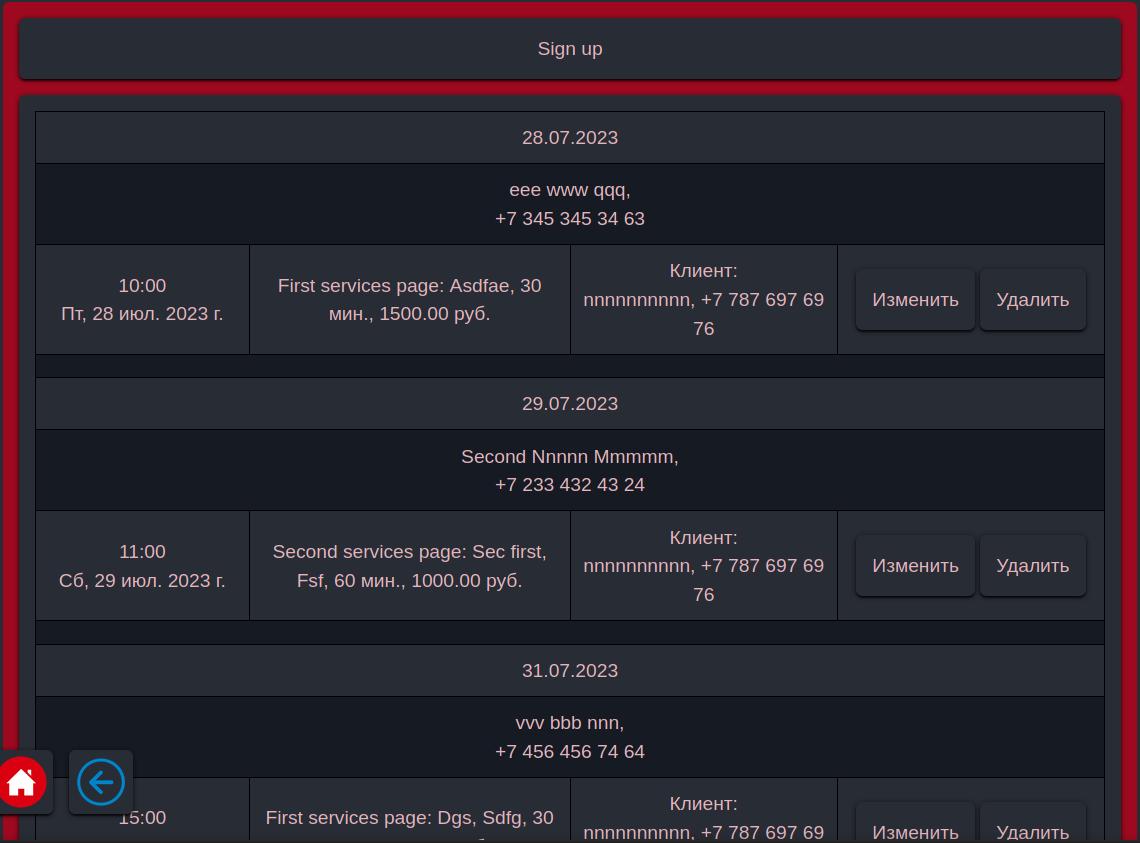 Sign up
28.07.2023
eee www qqq,
+7 345 345 34 63
10:00
Пт, 28 июл. 2023 г.
First services page: Asdfae, 30
мин., 1500.00 руб.
Клиент:
nnnnnnnnnn, +7 787 697 69
76
Изменить
Удалить
29.07.2023
Second Nnnnn Mmmmm,
+7 233 432 43 24
11:00
Сб, 29 июл. 2023 г.
Second services page: Sec first,
Fsf, 60 мин., 1000.00 руб.
Клиент:
nnnnnnnnnn, +7 787 697 69
76
Изменить
Удалить
31.07.2023
vvv bbb nnn,
+7 456 456 74 64
15:00
First services page: Dgs, Sdfg, 30
Клиент:
nnnnnnnnnn, +7 787 697 69
Изменить
Удалить